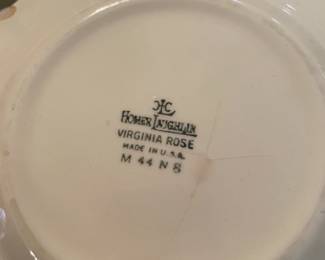 HLC
HOMER LAUGHLIN
VIRGINIA ROSE
MADE IN U.S.A.
M 44 N 8